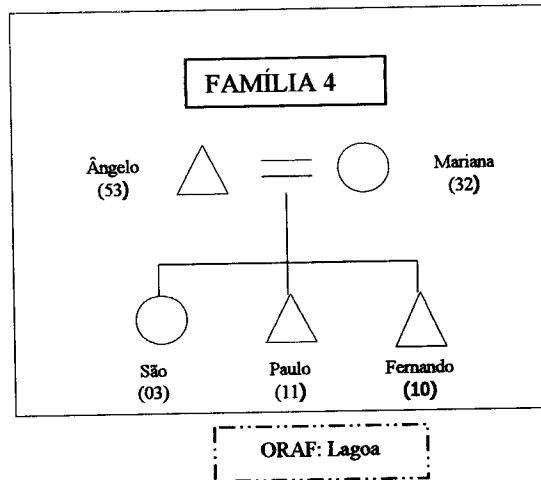 FAMÍLIA 4
Ângelo
(53)
Mariana
(32)
São
(03)
Paulo
(11)
Fernando
(10)
ORAF: Lagoa